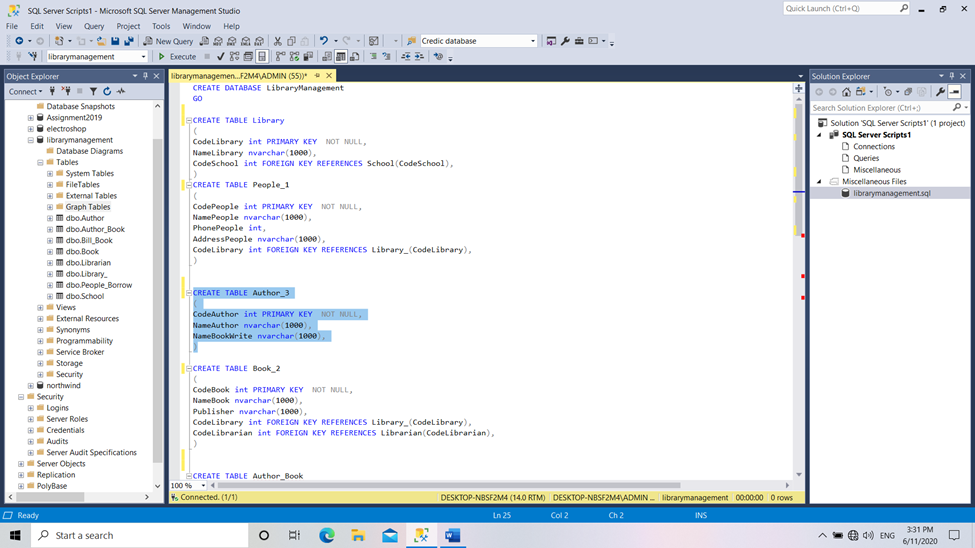 SQL Server Scripts1 - Microsoft SQL Server Management Studio
Quick Launch (Ctrl+Q)
File Edit View Query Project Tools Window Help
New Query
Credic database
librarymanagement
Execute
Object Explorer
Connect
Database Snapshots
Assignment2019
electroshop
librarymanagement
Database Diagrams
Tables
System Tables
FileTables
External Tables
Graph Tables
dbo.Author
dbo.Author_Book
dbo.Bill_Book
dbo.Book
dbo.Librarian
dbo.Library_
dbo.People_Borrow
dbo.School
Views
External Resources
Synonyms
Programmability
Service Broker
Storage
Security
northwind
Security
Logins
Server Roles
Credentials
Audits
Server Audit Specifications
Server Objects
Replication
PolyBase
librarymanagemen...F2M4\ADMIN (55))*
CREATE DATABASE LibraryManagement
GO
CREATE TABLE Library
(
CodeLibrary int PRIMARY KEY NOT NULL,
NameLibrary nvarchar(1000),
CodeSchool int FOREIGN KEY REFERENCES School(CodeSchool),
)
CREATE TABLE People_1
(
CodePeople int PRIMARY KEY NOT NULL,
NamePeople nvarchar(1000),
PhonePeople int,
AddressPeople nvarchar(1000),
CodeLibrary int FOREIGN KEY REFERENCES Library_(CodeLibrary),
)
CREATE TABLE Author_3
(
CodeAuthor int PRIMARY KEY NOT NULL,
NameAuthor nvarchar(1000),
NameBookWrite nvarchar(1000),
)
CREATE TABLE Book_2
(
CodeBook int PRIMARY KEY NOT NULL,
NameBook nvarchar(1000),
Publisher nvarchar(1000),
CodeLibrary int FOREIGN KEY REFERENCES Library_(CodeLibrary),
CodeLibrarian int FOREIGN KEY REFERENCES Librarian(CodeLibrarian),
)
CREATE TABLE Author_Book
100 %
Connected. (1/1)
DESKTOP-NBSF2M4 (14.0 RTM) DESKTOP-NBSF2M4\ADMIN ... librarymanagement 00:00:00 0 rows
Solution Explorer
Search Solution Explorer (Ctrl+;)
Solution 'SQL Server Scripts1' (1 project)
SQL Server Scripts1
Connections
Queries
Miscellaneous
Miscellaneous Files
librarymanagement.sql
Ready
Ln 25 Col 2 Ch 2 INS
Start a search
ENG
3:31 PM
6/11/2020